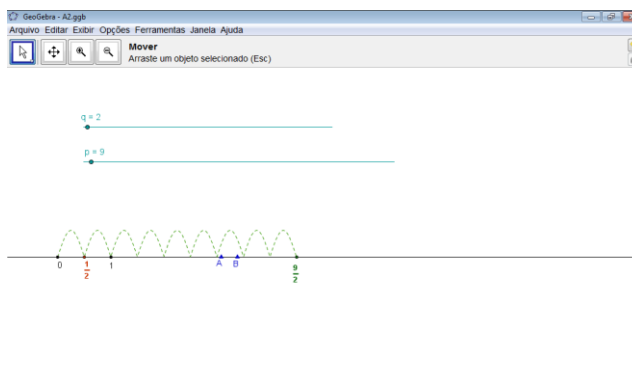 GeoGebra - A2.ggb
Arquivo Editar Exibir Opções Ferramentas Janela Ajuda
Mover
Arraste um objeto selecionado (Esc)
q = 2
p = 9
0 1/2 1 A B 9/2